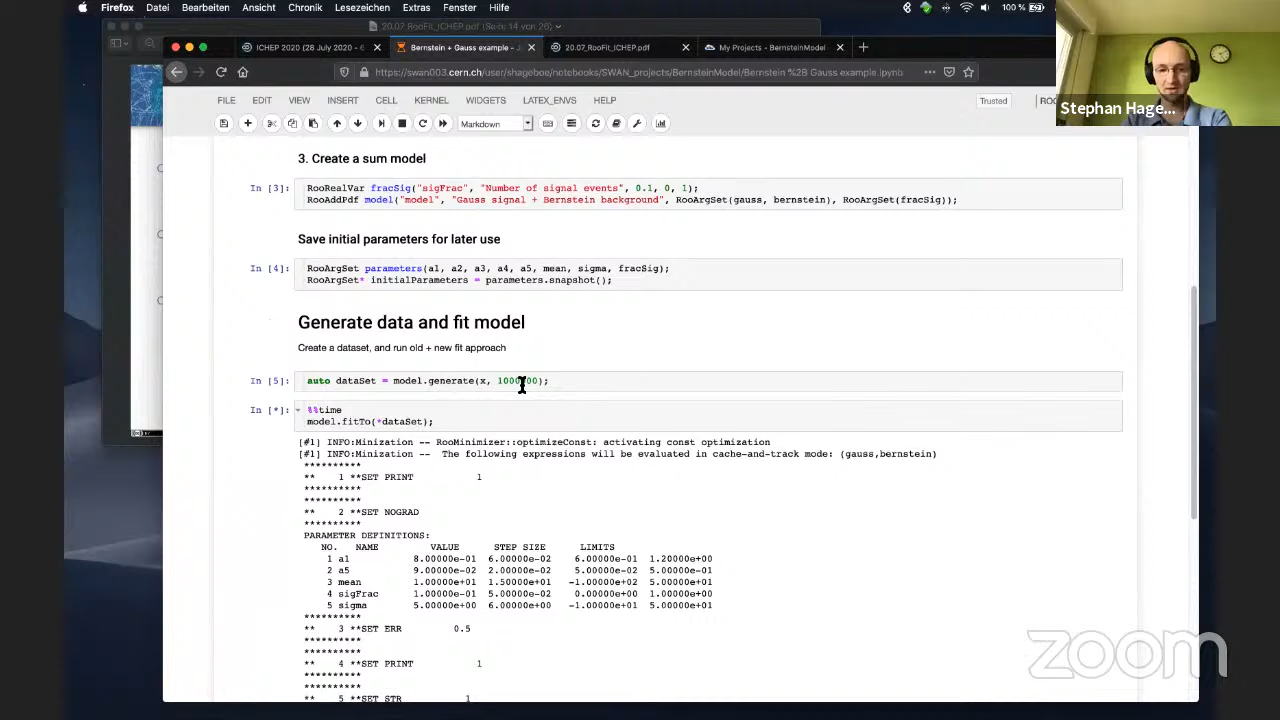 Firefox Datei Bearbeiten Ansicht Chronik Lesezeichen Extras Fenster Hilfe 100 %
20.07_RooFit_ICHEP.pdf (Seite 14 von 26)
ICHEP 2020 (28 July 2020 - 6 Bernstein + Gauss example - J 20.07_RooFit_ICHEP.pdf My Projects - BernsteinModel
https://swan003.cern.ch/user/shageboe/notebooks/SWAN_projects/BernsteinModel/Bernstein %2B Gauss example.ipynb
FILE EDIT VIEW INSERT CELL KERNEL WIDGETS LATEX_ENVS HELP Trusted
Markdown
Stephan Hage...
3. Create a sum model
In [3]: RooRealVar fracSig("sigFrac", "Number of signal events", 0.1, 0, 1);
RooAddPdf model("model", "Gauss signal + Bernstein background", RooArgSet(gauss, bernstein), RooArgSet(fracSig));
Save initial parameters for later use
In [4]: RooArgSet parameters(a1, a2, a3, a4, a5, mean, sigma, fracSig);
RooArgSet* initialParameters = parameters.snapshot();
Generate data and fit model
Create a dataset, and run old + new fit approach
In [5]: auto dataSet = model.generate(x,
In [*]: %%time
model.fitTo(*dataSet);
[#1] INFO:Minization -- RooMinimizer::optimizeConst: activating const optimization
[#1] INFO:Minization -- The following expressions will be evaluated in cache-and-track mode: (gauss,bernstein)
**********
** 1 **SET PRINT 1
**********
**********
** 2 **SET NOGRAD
**********
PARAMETER DEFINITIONS:
NO. NAME VALUE STEP SIZE LIMITS
1 a1 8.00000e-01 6.00000e-02 6.00000e-01 1.20000e+00
2 a5 9.00000e-02 2.00000e-02 5.00000e-02 5.00000e-01
3 mean 1.00000e+01 1.50000e+01 -1.00000e+02 5.00000e+01
4 sigFrac 1.00000e-01 5.00000e-02 0.00000e+00 1.00000e+00
5 sigma 5.00000e+00 6.00000e+00 -1.00000e+01 5.00000e+01
**********
** 3 **SET ERR 0.5
**********
**********
** 4 **SET PRINT 1
**********
**********
** 5 **SET STR 1
zoom